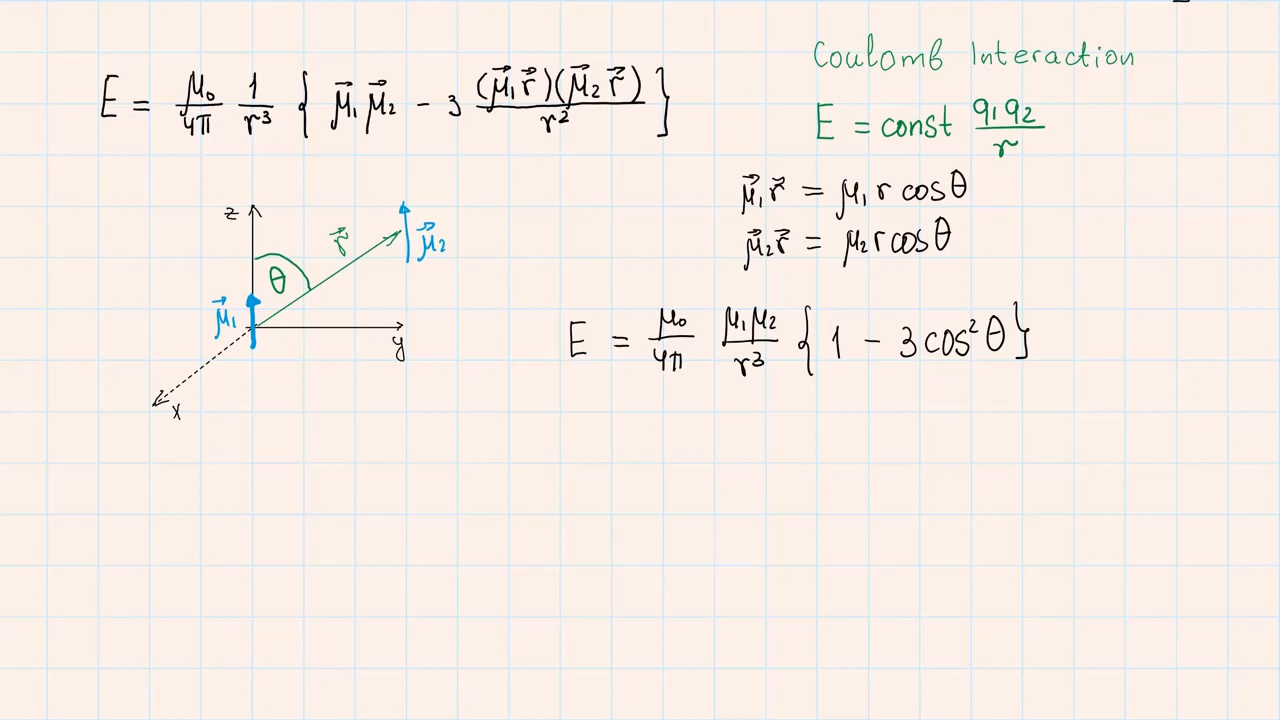 Coulomb Interaction
E = μ₀/4π 1/r³ { μ⃗₁μ⃗₂ - 3 (μ⃗₁r⃗)(μ⃗₂r⃗)/r² }
E = const q₁q₂/r
μ⃗₁r⃗ = μ₁ r cosθ
μ⃗₂r⃗ = μ₂ r cosθ
z
r⃗
μ⃗₂
θ
μ⃗₁
y
x
E = μ₀/4π μ₁μ₂/r³ { 1 - 3cos²θ }